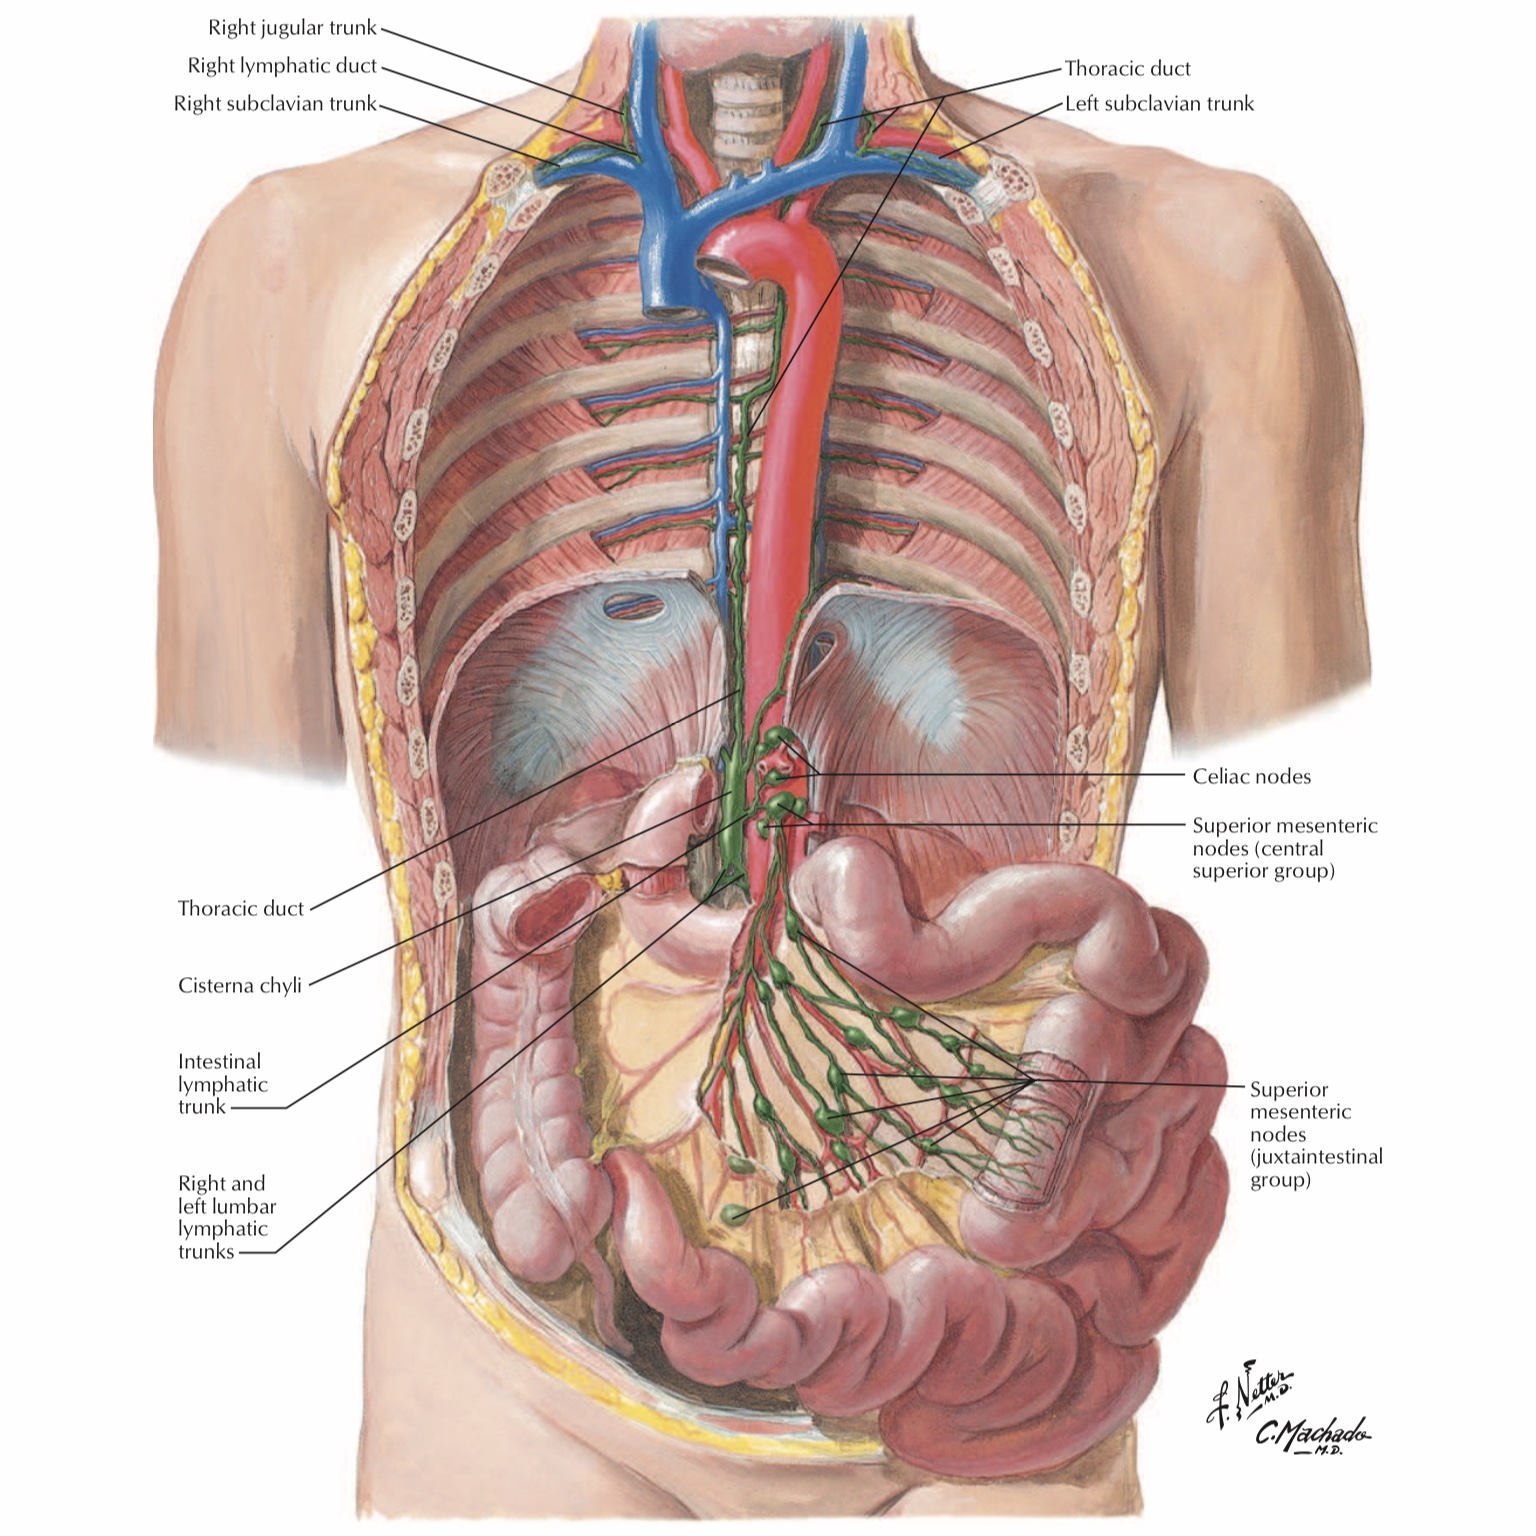 Right jugular trunk
Right lymphatic duct
Right subclavian trunk
Thoracic duct
Left subclavian trunk
Celiac nodes
Superior mesenteric
nodes (central
superior group)
Thoracic duct
Cisterna chyli
Intestinal
lymphatic
trunk
Right and
left lumbar
lymphatic
trunks
Superior
mesenteric
nodes
(juxtaintestinal
group)
F. Netter
M.D.
C. Machado
M.D.